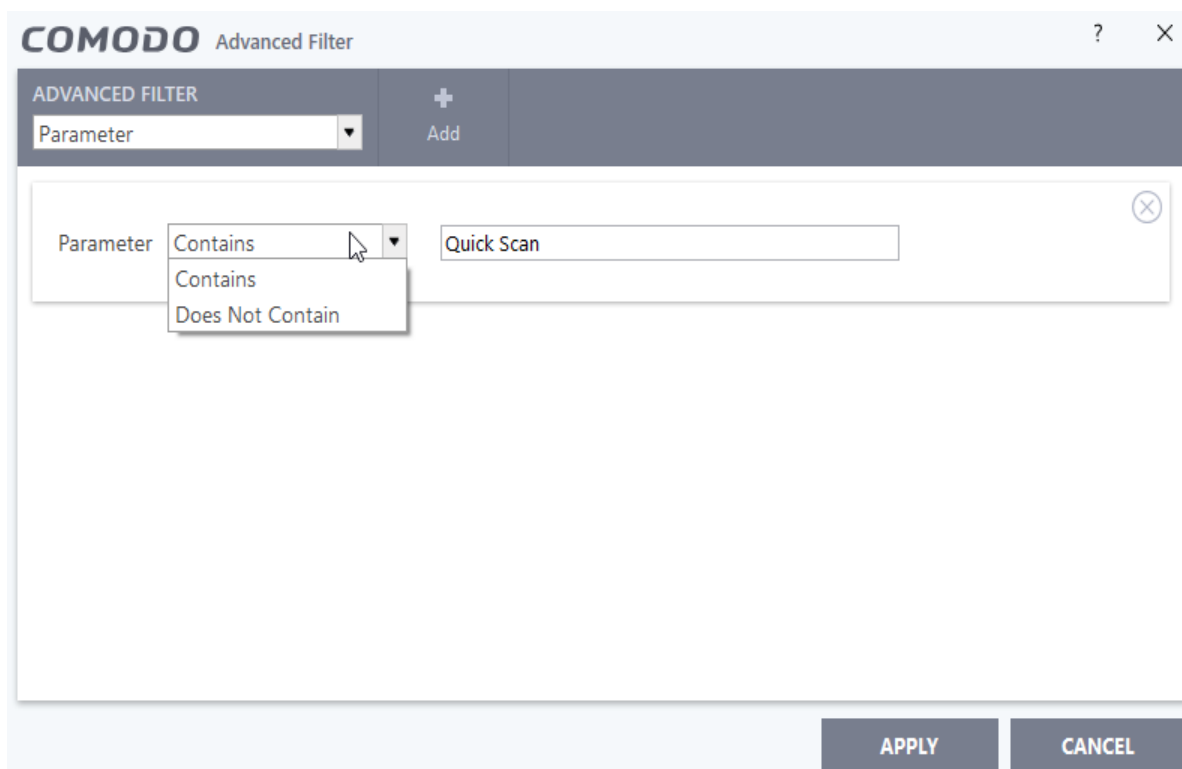 COMODO Advanced Filter ?
ADVANCED FILTER
Parameter
Add
Parameter Contains Quick Scan
Contains
Does Not Contain
APPLY CANCEL